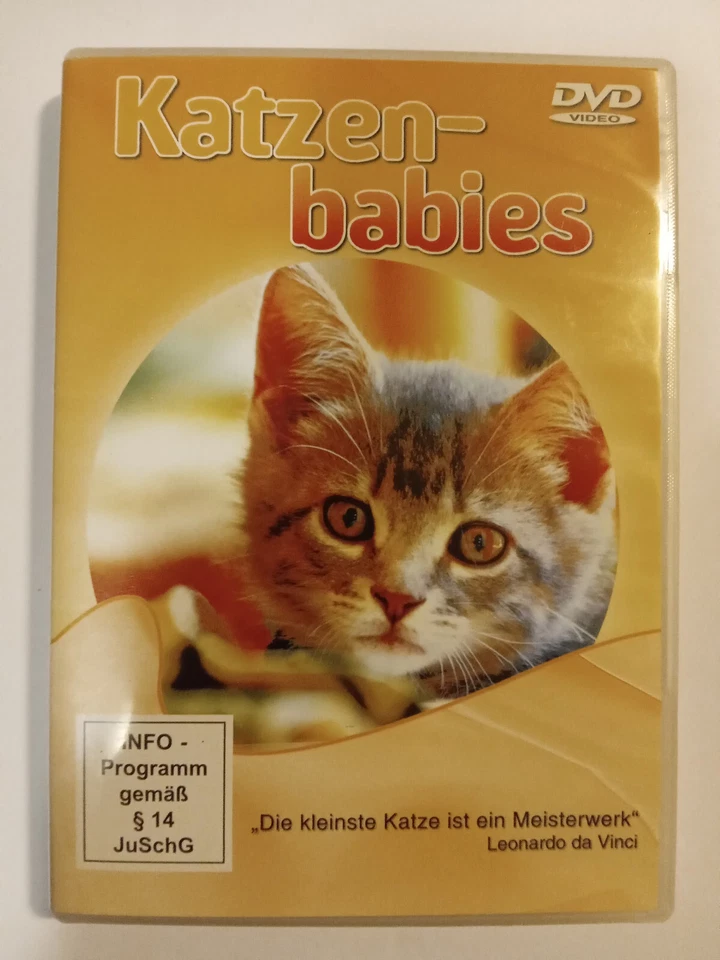 Katzen-
babies
DVD
VIDEO
INFO -
Programm
gemäß
§ 14
JuSchG
„Die kleinste Katze ist ein Meisterwerk“
Leonardo da Vinci